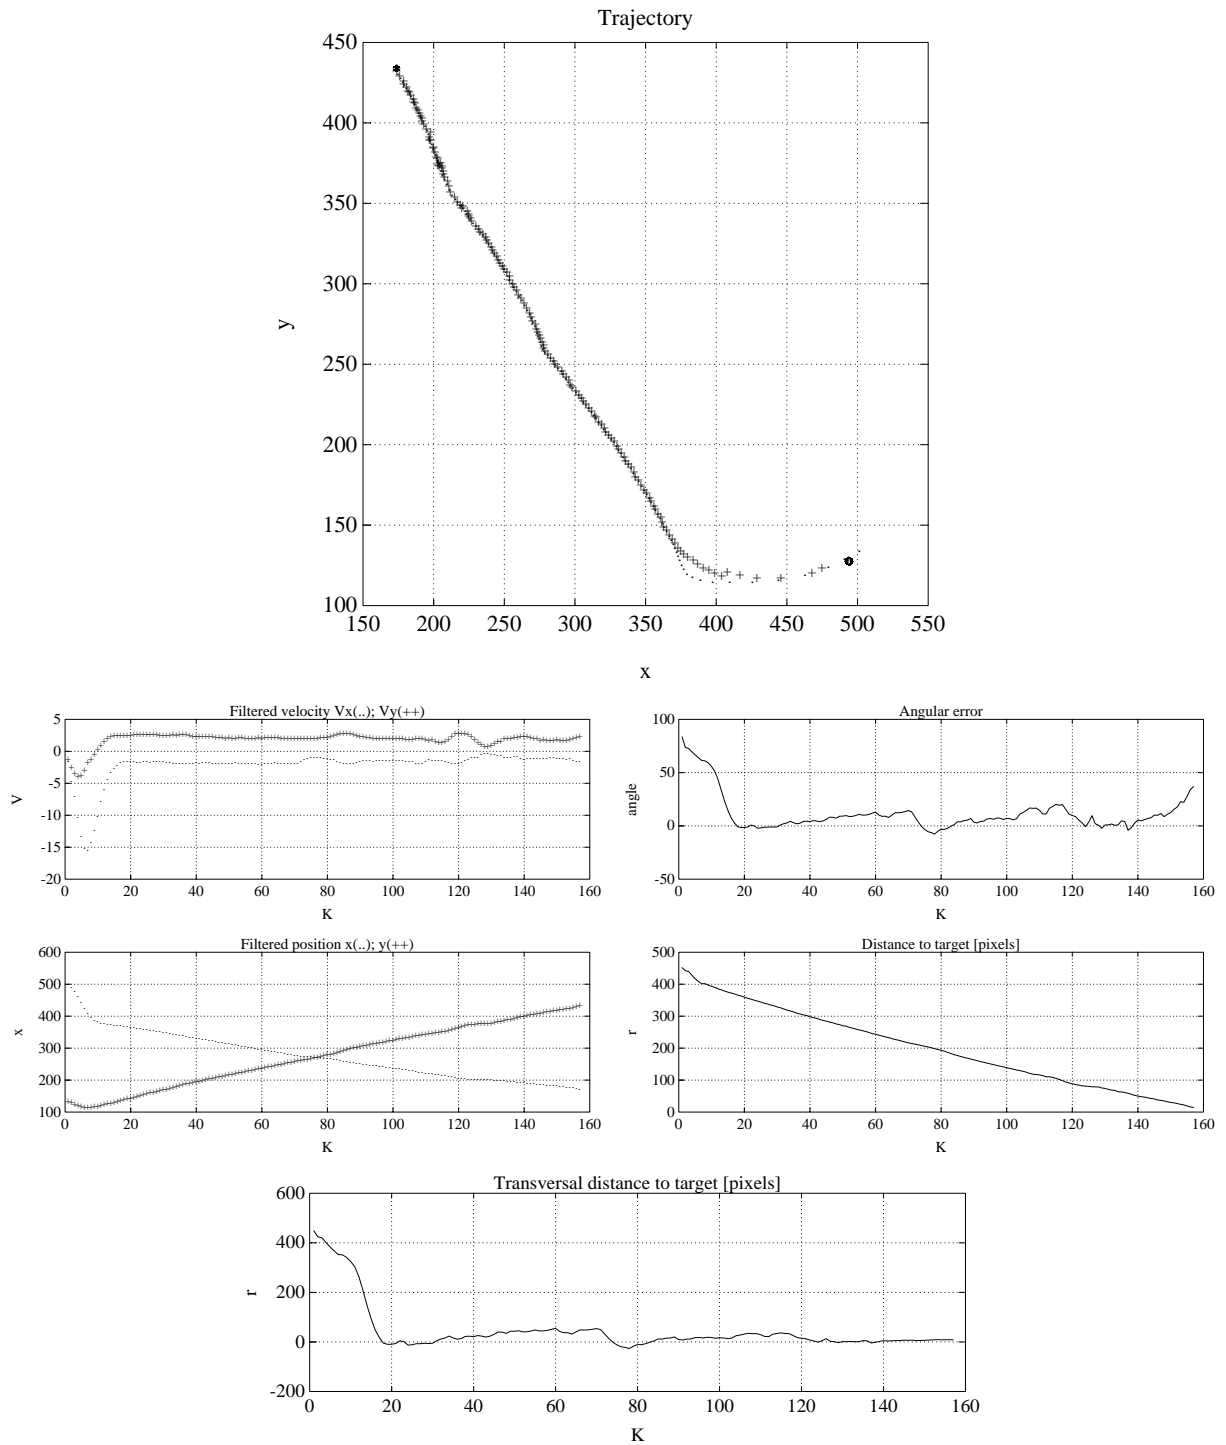 Trajectory
450
400
350
300
250
200
150
100
y
150 200 250 300 350 400 450 500 550
x
Filtered velocity Vx(..); Vy(++)
5
0
-5
-10
-15
-20
V
0 20 40 60 80 100 120 140 160
K
Angular error
100
50
0
-50
angle
0 20 40 60 80 100 120 140 160
K
Filtered position x(..); y(++)
600
500
400
300
200
100
x
0 20 40 60 80 100 120 140 160
K
Distance to target [pixels]
500
400
300
200
100
0
r
0 20 40 60 80 100 120 140 160
K
Transversal distance to target [pixels]
600
400
200
0
-200
r
0 20 40 60 80 100 120 140 160
K